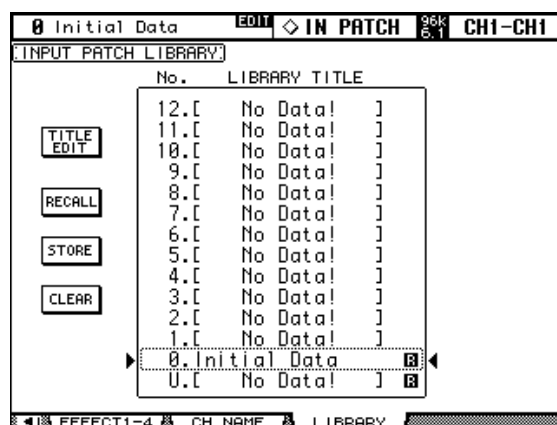 0 Initial Data EDIT ◇ IN PATCH 96k 6.1 CH1-CH1
INPUT PATCH LIBRARY
No. LIBRARY TITLE
12.[ No Data! ]
11.[ No Data! ]
10.[ No Data! ]
9.[ No Data! ]
8.[ No Data! ]
7.[ No Data! ]
6.[ No Data! ]
5.[ No Data! ]
4.[ No Data! ]
3.[ No Data! ]
2.[ No Data! ]
1.[ No Data! ]
0.Initial Data R
U.[ No Data! ] R
TITLE
EDIT
RECALL
STORE
CLEAR
EFFECT1-4 CH NAME LIBRARY